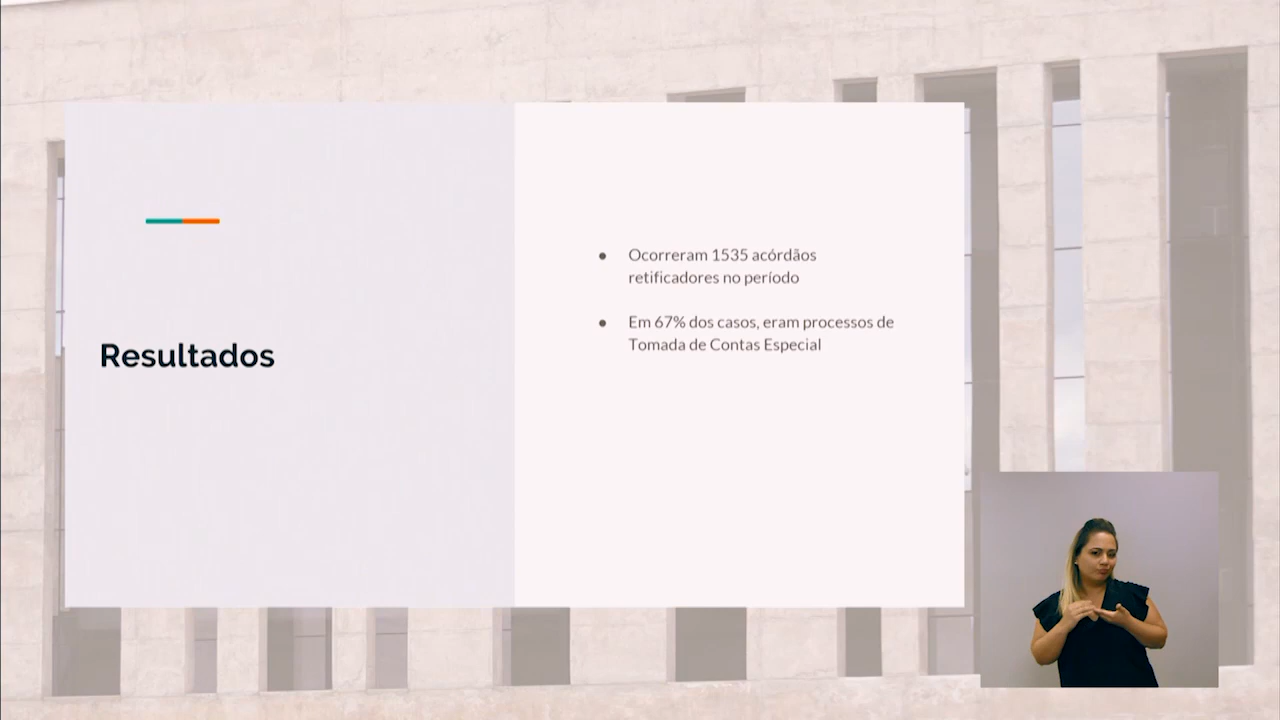 Resultados
● Ocorreram 1535 acórdãos
retificadores no período
● Em 67% dos casos, eram processos de
Tomada de Contas Especial